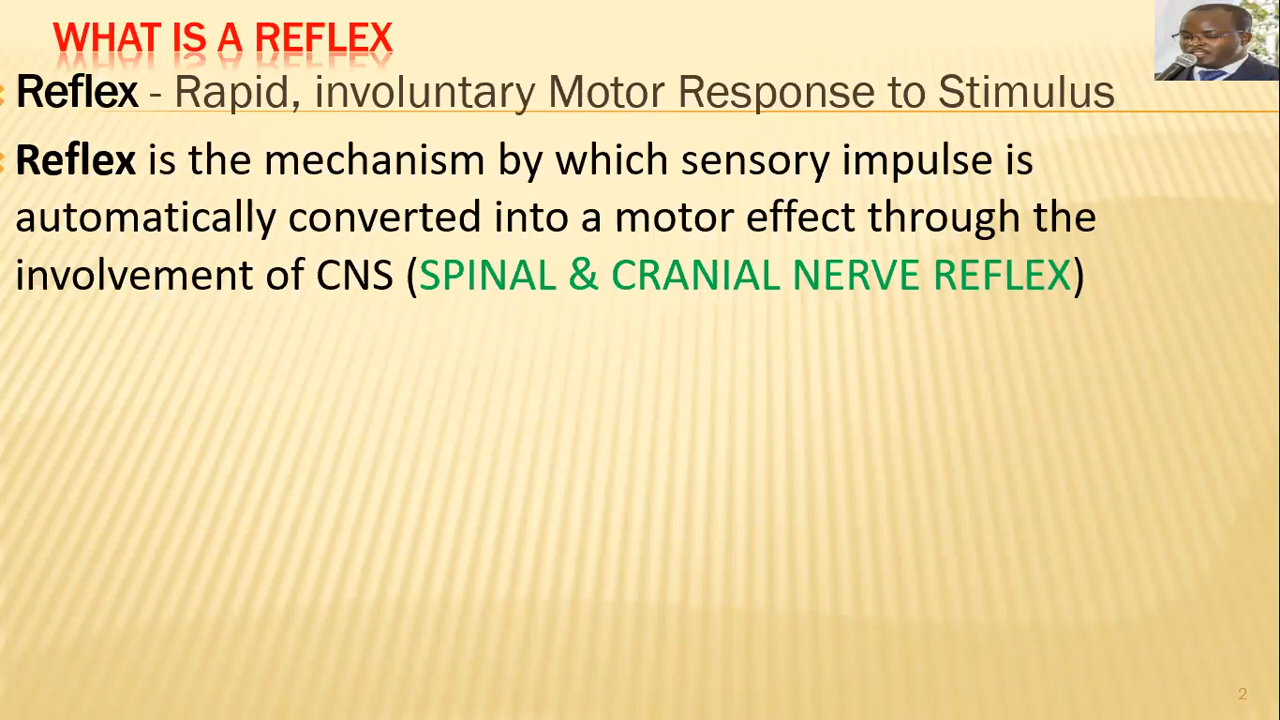 WHAT IS A REFLEX
Reflex - Rapid, involuntary Motor Response to Stimulus
Reflex is the mechanism by which sensory impulse is
automatically converted into a motor effect through the
involvement of CNS (SPINAL & CRANIAL NERVE REFLEX)
2